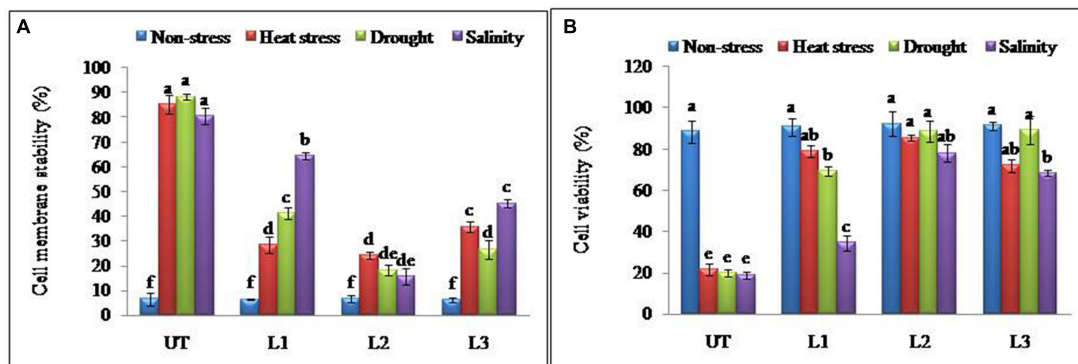 A
Non-stress Heat stress Drought Salinity
Cell membrane stability (%)
100
90
80
70
60
50
40
30
20
10
0
f a a a
f d c b
f d de de
f c d c
UT L1 L2 L3
B
Non-stress Heat stress Drought Salinity
Cell viability (%)
120
100
80
60
40
20
0
a e e e
a ab b c
a a a ab
a ab a b
UT L1 L2 L3